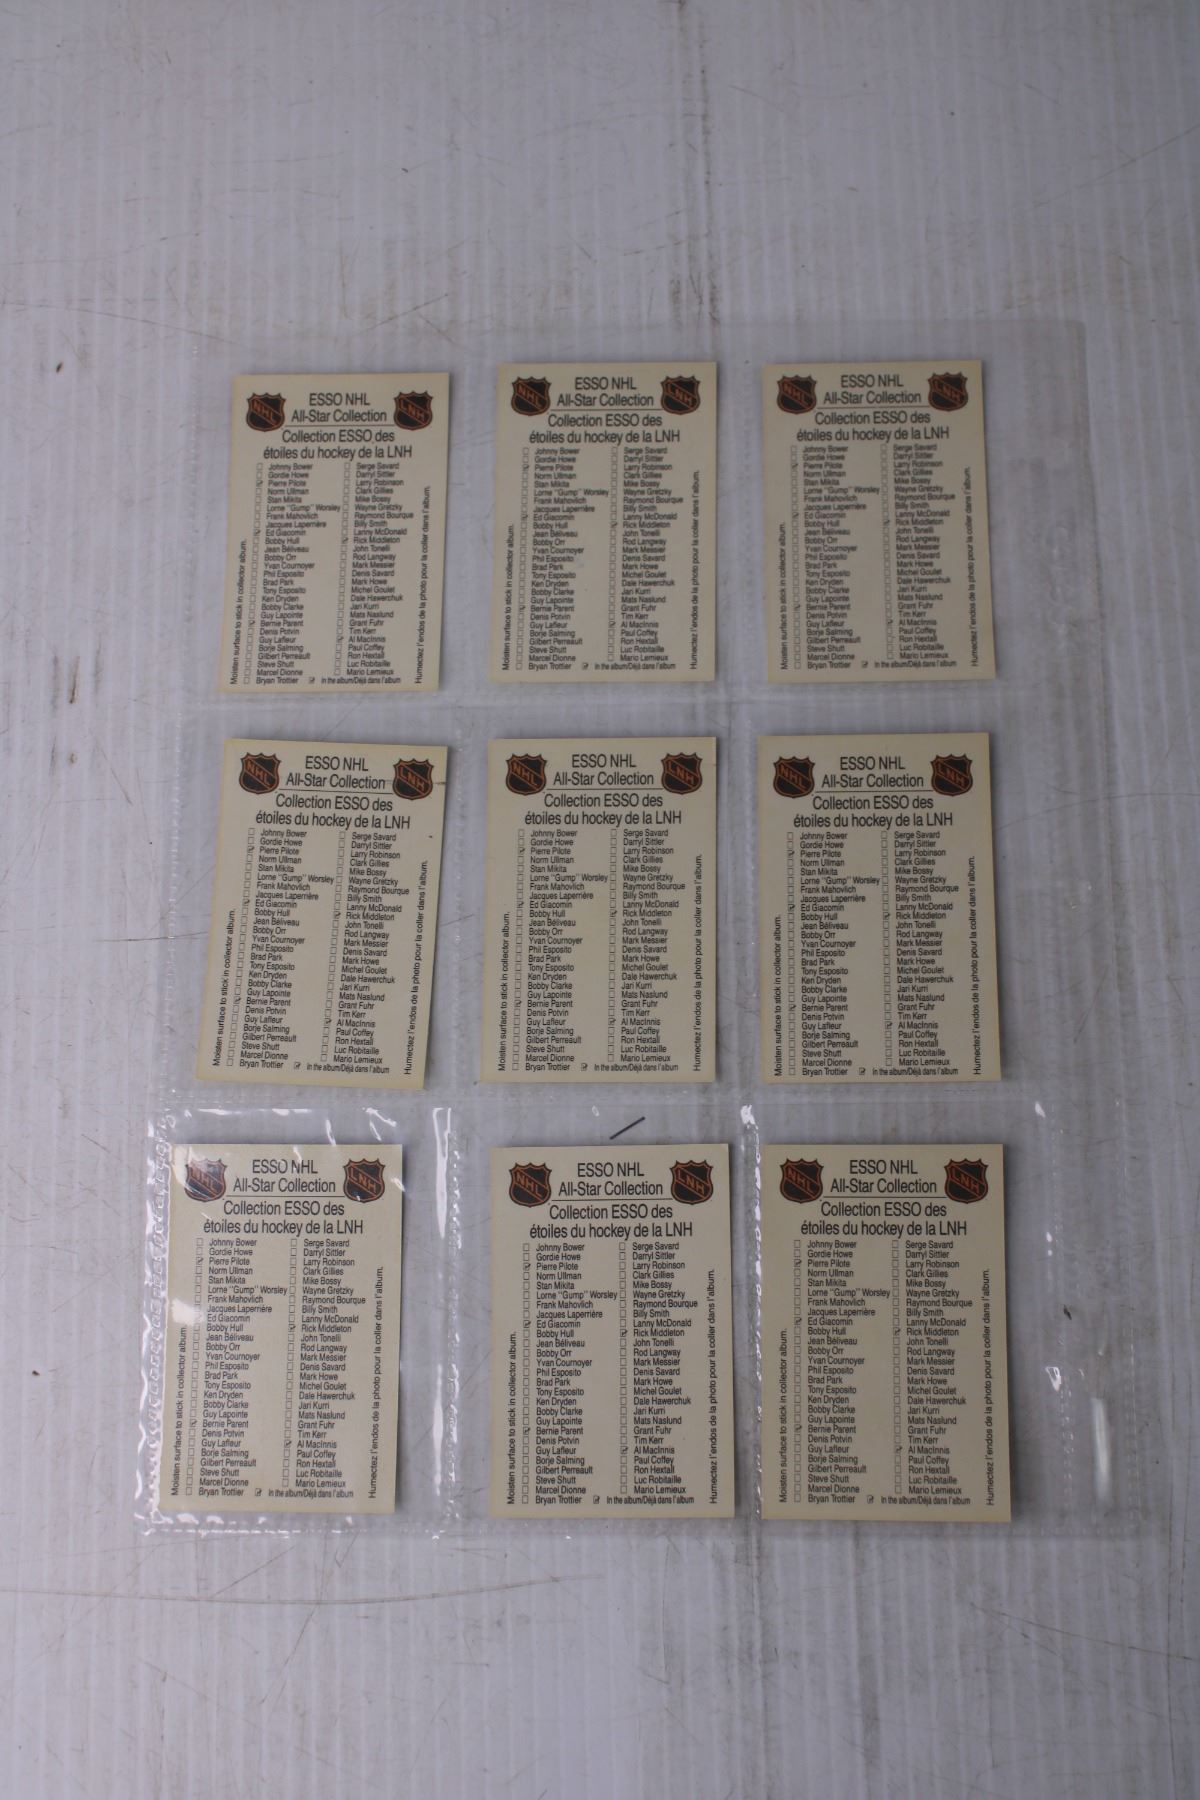 NHL
LNH
ESSO NHL
All-Star Collection
Collection ESSO des
étoiles du hockey de la LNH
Johnny Bower
Gordie Howe
Pierre Pilote
Norm Ullman
Stan Mikita
Lorne "Gump" Worsley
Frank Mahovlich
Jacques Laperrière
Ed Giacomin
Bobby Hull
Jean Béliveau
Bobby Orr
Yvan Cournoyer
Phil Esposito
Brad Park
Tony Esposito
Ken Dryden
Bobby Clarke
Guy Lapointe
Bernie Parent
Denis Potvin
Guy Lafleur
Borje Salming
Gilbert Perreault
Steve Shutt
Marcel Dionne
Bryan Trottier
Serge Savard
Darryl Sittler
Larry Robinson
Clark Gillies
Mike Bossy
Wayne Gretzky
Raymond Bourque
Billy Smith
Lanny McDonald
Rick Middleton
John Tonelli
Rod Langway
Mark Messier
Denis Savard
Mark Howe
Michel Goulet
Dale Hawerchuk
Jari Kurri
Mats Naslund
Grant Fuhr
Tim Kerr
Al MacInnis
Paul Coffey
Ron Hextall
Luc Robitaille
Mario Lemieux
In the album/Déjà dans l'album
Moisten surface to stick in collector album.
Humectez l'endos de la photo pour la coller dans l'album.